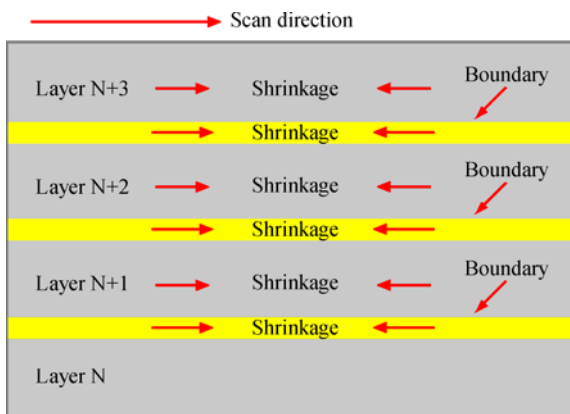 Scan direction
Boundary
Layer N+3 Shrinkage
Shrinkage
Boundary
Layer N+2 Shrinkage
Shrinkage
Boundary
Layer N+1 Shrinkage
Shrinkage
Layer N